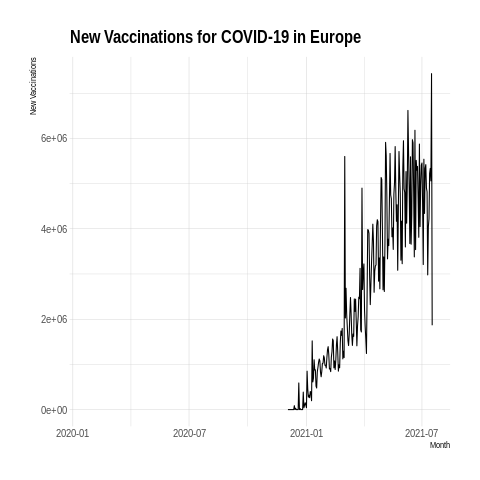 New Vaccinations for COVID-19 in Europe
New Vaccinations
6e+06
4e+06
2e+06
0e+00
2020-01 2020-07 2021-01 2021-07
Month